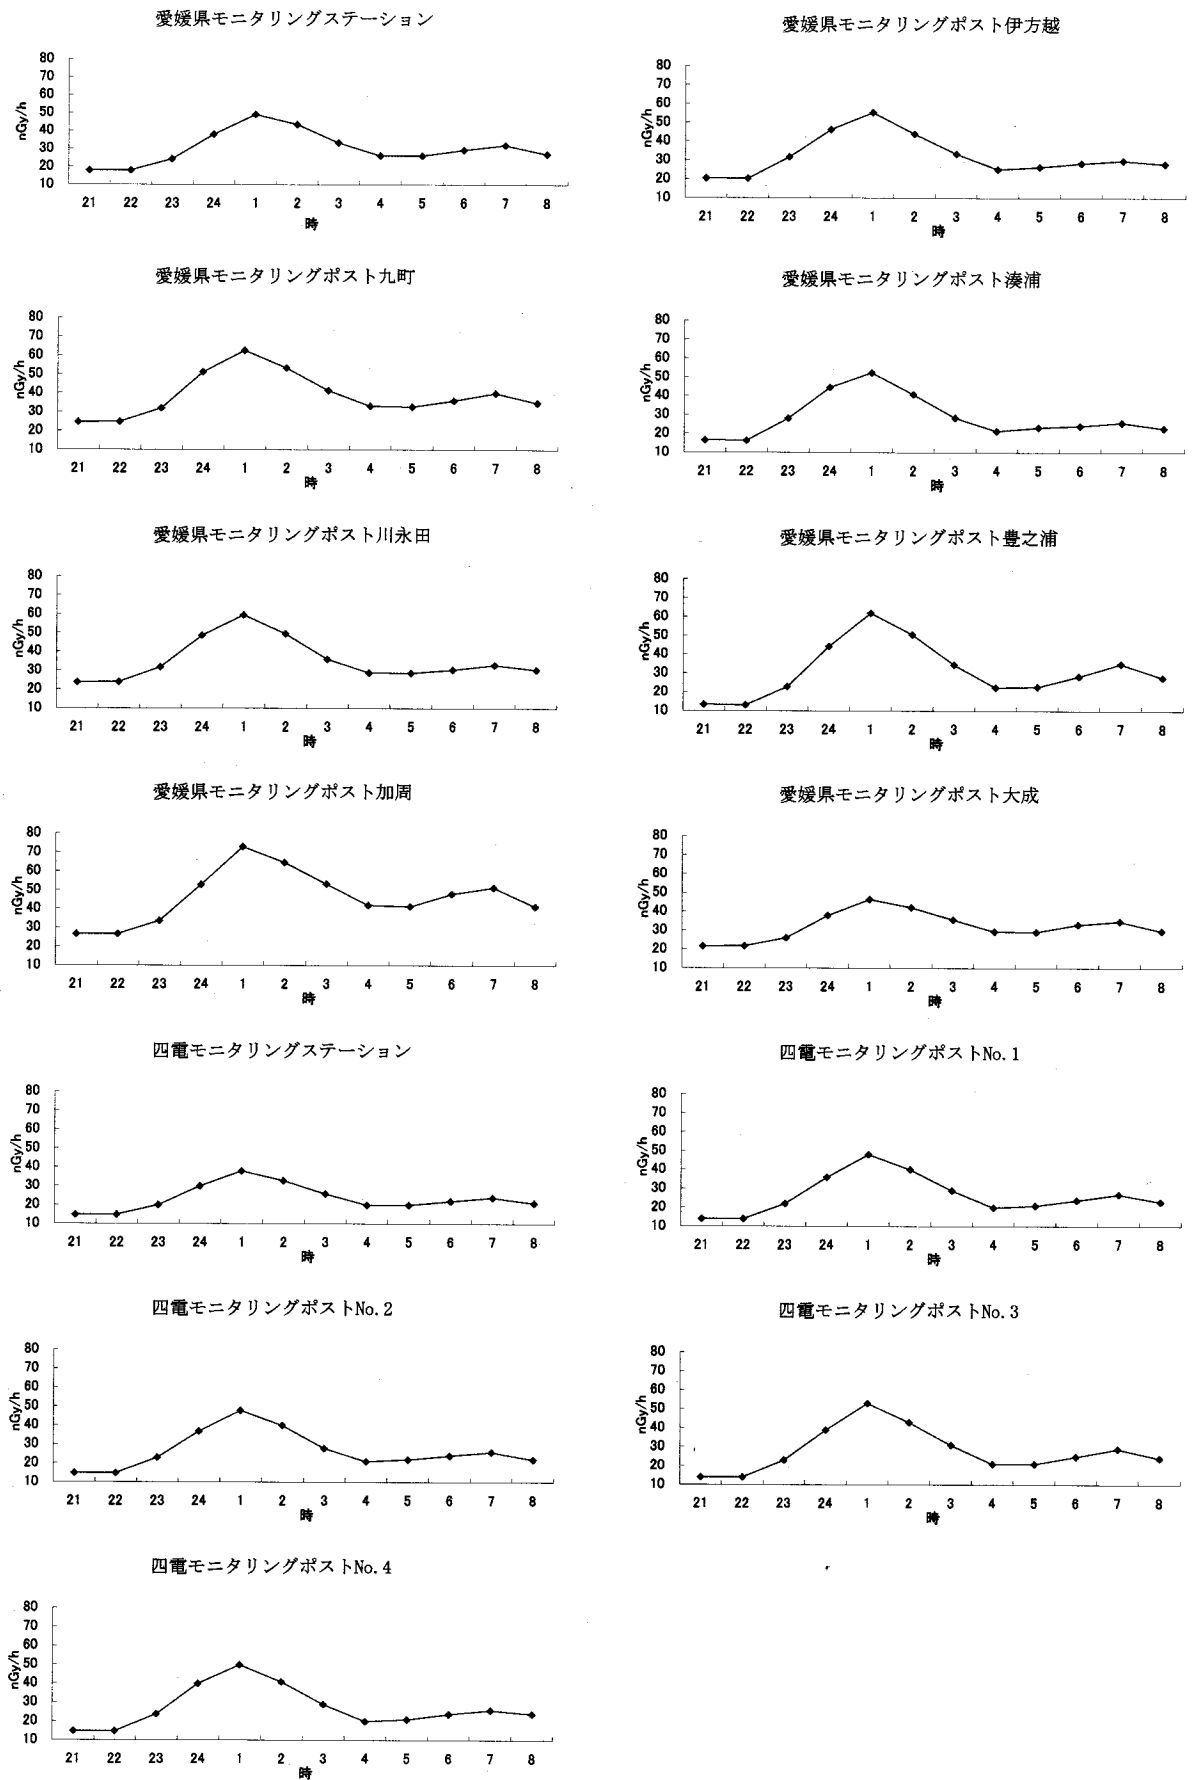 愛媛県モニタリングステーション
80
70
60
50
40
30
20
10
nGy/h
21 22 23 24 1 2 3 4 5 6 7 8
時
愛媛県モニタリングポスト伊方越
80
70
60
50
40
30
20
10
nGy/h
21 22 23 24 1 2 3 4 5 6 7 8
時
愛媛県モニタリングポスト九町
80
70
60
50
40
30
20
10
nGy/h
21 22 23 24 1 2 3 4 5 6 7 8
時
愛媛県モニタリングポスト湊浦
80
70
60
50
40
30
20
10
nGy/h
21 22 23 24 1 2 3 4 5 6 7 8
時
愛媛県モニタリングポスト川永田
80
70
60
50
40
30
20
10
nGy/h
21 22 23 24 1 2 3 4 5 6 7 8
時
愛媛県モニタリングポスト豊之浦
80
70
60
50
40
30
20
10
nGy/h
21 22 23 24 1 2 3 4 5 6 7 8
時
愛媛県モニタリングポスト加周
80
70
60
50
40
30
20
10
nGy/h
21 22 23 24 1 2 3 4 5 6 7 8
時
愛媛県モニタリングポスト大成
80
70
60
50
40
30
20
10
nGy/h
21 22 23 24 1 2 3 4 5 6 7 8
時
四電モニタリングステーション
80
70
60
50
40
30
20
10
nGy/h
21 22 23 24 1 2 3 4 5 6 7 8
時
四電モニタリングポストNo.1
80
70
60
50
40
30
20
10
nGy/h
21 22 23 24 1 2 3 4 5 6 7 8
時
四電モニタリングポストNo.2
80
70
60
50
40
30
20
10
nGy/h
21 22 23 24 1 2 3 4 5 6 7 8
時
四電モニタリングポストNo.3
80
70
60
50
40
30
20
10
nGy/h
21 22 23 24 1 2 3 4 5 6 7 8
時
四電モニタリングポストNo.4
80
70
60
50
40
30
20
10
nGy/h
21 22 23 24 1 2 3 4 5 6 7 8
時